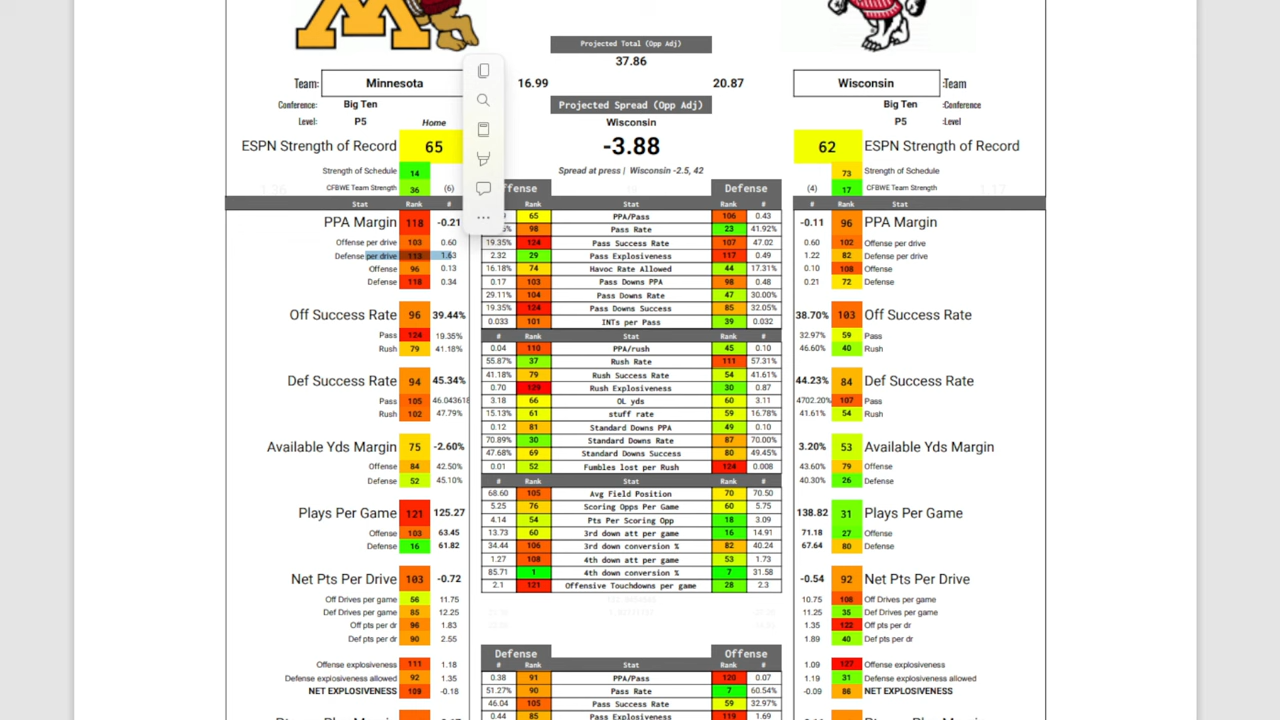 Projected Total (Opp Adj)
37.86
Team: Minnesota 16.99 20.87 Wisconsin :Team
Conference: Big Ten Projected Spread (Opp Adj) Big Ten :Conference
Level: P5 Home Wisconsin P5 :Level
ESPN Strength of Record 65 -3.88 62 ESPN Strength of Record
Strength of Schedule 14 Spread at press | Wisconsin -2.5, 42 73 Strength of Schedule
CFBWE Team Strength 36 (6) ffense Defense (4) 17 CFBWE Team Strength
Stat Rank # Rank Stat Rank # # Rank Stat
PPA Margin 118 -0.21 65 PPA/Pass 106 0.43 -0.11 96 PPA Margin
98 Pass Rate 23 41.92%
Offense per drive 103 0.60 19.35% 124 Pass Success Rate 107 47.02 0.60 102 Offense per drive
Defense per drive 113 1.63 2.32 29 Pass Explosiveness 117 0.49 1.22 82 Defense per drive
Offense 96 0.13 16.18% 74 Havoc Rate Allowed 44 17.31% 0.10 108 Offense
Defense 118 0.34 0.17 103 Pass Downs PPA 98 0.48 0.21 72 Defense
29.11% 104 Pass Downs Rate 47 30.00%
Off Success Rate 96 39.44% 19.35% 124 Pass Downs Success 85 32.05% 38.70% 103 Off Success Rate
0.033 101 INTs per Pass 39 0.032
Pass 124 19.35% # Rank Stat Rank # 32.97% 59 Pass
Rush 79 41.18% 0.04 110 PPA/rush 45 0.10 46.60% 40 Rush
55.87% 37 Rush Rate 111 57.31%
Def Success Rate 94 45.34% 41.18% 79 Rush Success Rate 54 41.61% 44.23% 84 Def Success Rate
0.70 129 Rush Explosiveness 30 0.87
Pass 105 46.043618 3.18 66 OL yds 60 3.11 4702.20% 107 Pass
Rush 102 47.79% 15.13% 61 stuff rate 59 16.78% 41.61% 54 Rush
0.12 81 Standard Downs PPA 49 0.10
Available Yds Margin 75 -2.60% 70.89% 30 Standard Downs Rate 87 70.00% 3.20% 53 Available Yds Margin
47.68% 69 Standard Downs Success 80 49.45%
Offense 84 42.50% 0.01 52 Fumbles lost per Rush 124 0.008 43.60% 79 Offense
Defense 52 45.10% # Rank Stat Rank # 40.30% 26 Defense
68.60 105 Avg Field Position 70 70.50
Plays Per Game 121 125.27 5.25 76 Scoring Opps Per Game 60 5.75 138.82 31 Plays Per Game
4.14 54 Pts Per Scoring Opp 18 3.09
Offense 103 63.45 13.73 60 3rd down att per game 16 14.91 71.18 27 Offense
Defense 16 61.82 34.44 106 3rd down conversion % 82 40.24 67.64 80 Defense
1.27 108 4th down att per game 53 1.73
Net Pts Per Drive 103 -0.72 85.71 1 4th down conversion % 7 31.58 -0.54 92 Net Pts Per Drive
2.1 121 Offensive Touchdowns per game 28 2.3
Off Drives per game 56 11.75 10.75 108 Off Drives per game
Def Drives per game 85 12.25 11.25 35 Def Drives per game
Off pts per dr 96 1.83 1.35 122 Off pts per dr
Def pts per dr 90 2.55 1.89 40 Def pts per dr
Defense Offense
Offense explosiveness 111 1.18 # Rank Stat Rank # 1.09 127 Offense explosiveness
Defense explosiveness allowed 92 1.35 0.38 91 PPA/Pass 120 0.07 1.19 31 Defense explosiveness allowed
NET EXPLOSIVENESS 109 -0.18 51.27% 90 Pass Rate 7 60.54% -0.09 86 NET EXPLOSIVENESS
46.04 105 Pass Success Rate 59 32.97%
0.44 85 Pass Explosiveness 119 1.69